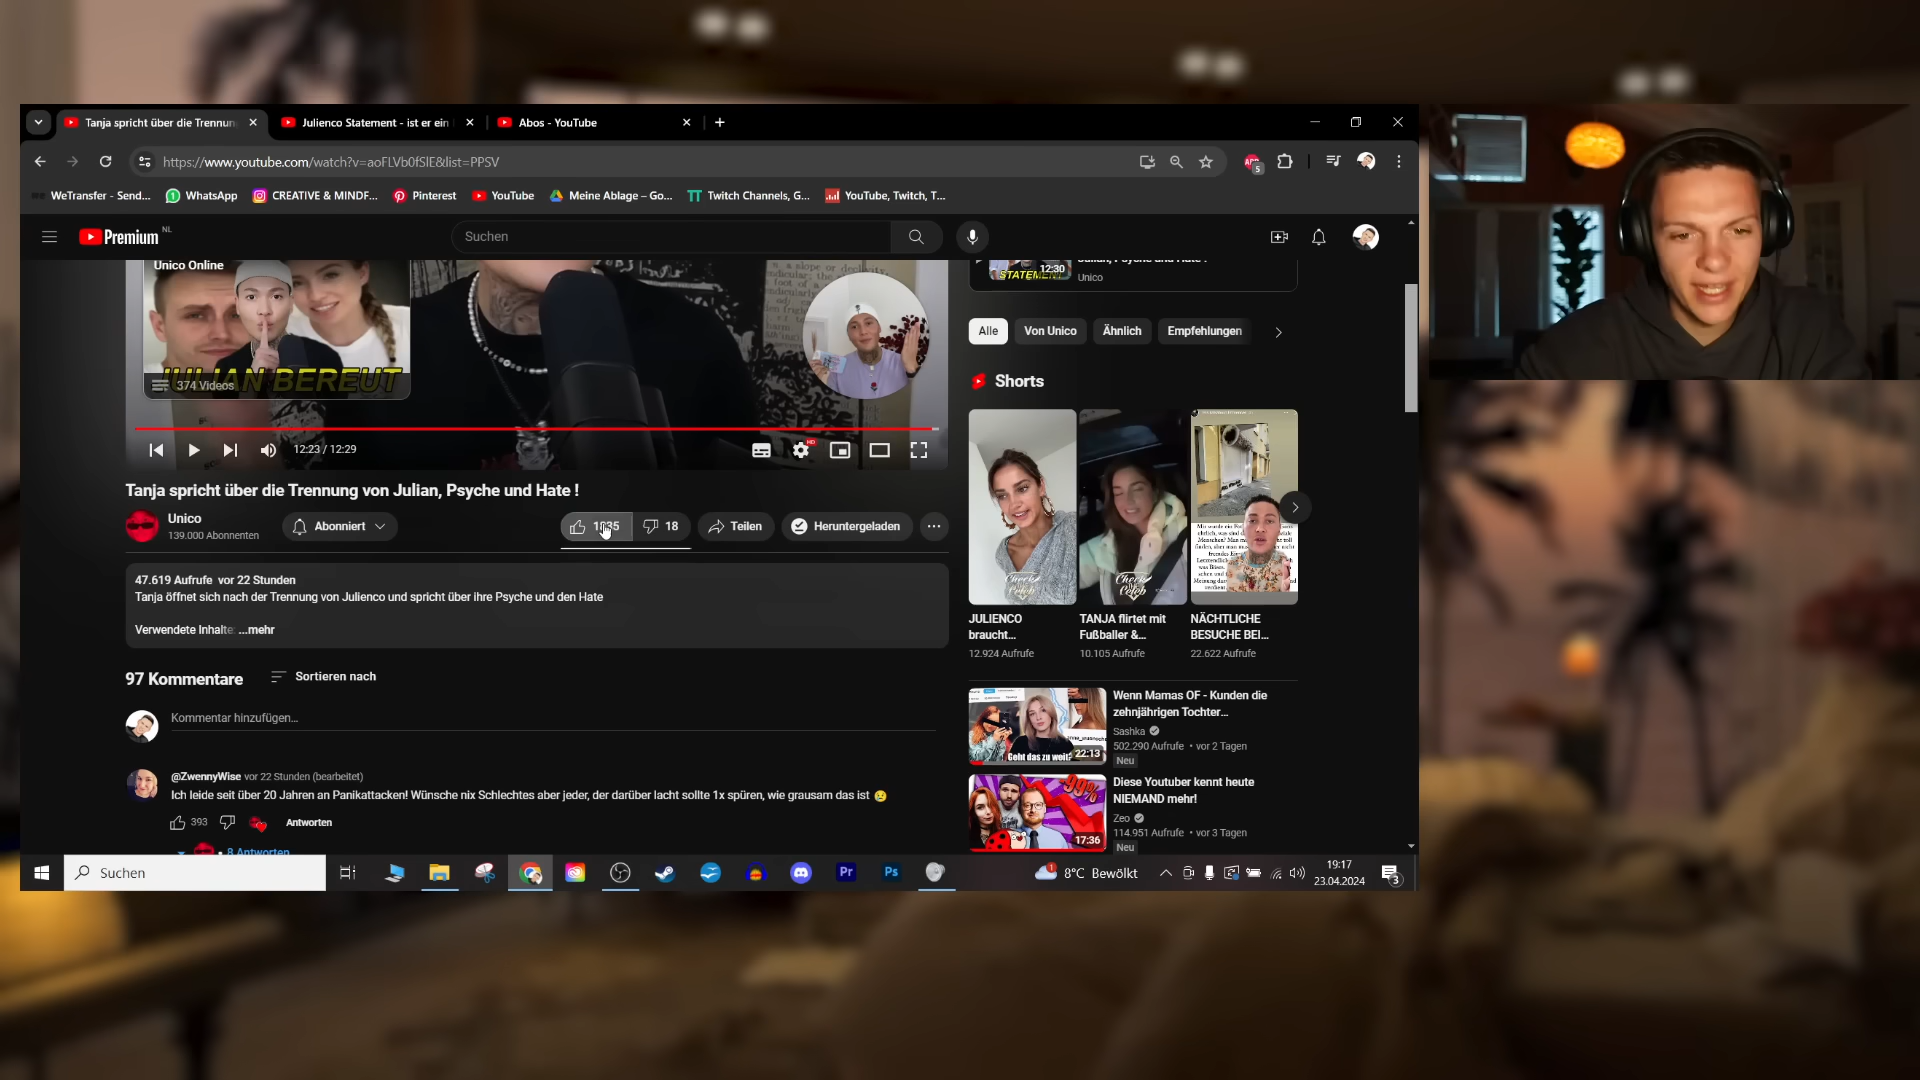 Tanja spricht über die Trennun
Julienco Statement - ist er ein
Abos - YouTube
https://www.youtube.com/watch?v=aoFLVb0fSlE&list=PPSV
5
WeTransfer - Send...
WhatsApp
CREATIVE & MINDF...
Pinterest
YouTube
Meine Ablage – Go...
Twitch Channels, G...
YouTube, Twitch, T...
Premium NL
Suchen
Unico Online
374 Videos
12:23 / 12:29
HD
Tanja spricht über die Trennung von Julian, Psyche und Hate !
Unico
139.000 Abonnenten
Abonniert
18
Teilen
Heruntergeladen
47.619 Aufrufe vor 22 Stunden
Tanja öffnet sich nach der Trennung von Julienco und spricht über ihre Psyche und den Hate
Verwendete Inhalte: ...mehr
97 Kommentare
Sortieren nach
Kommentar hinzufügen...
@ZwennyWise vor 22 Stunden (bearbeitet)
Ich leide seit über 20 Jahren an Panikattacken! Wünsche nix Schlechtes aber jeder, der darüber lacht sollte 1x spüren, wie grausam das ist 😢
393
Antworten
8 Antworten
12:30
STATEMENT
Unico
Alle
Von Unico
Ähnlich
Empfehlungen
Shorts
JULIENCO
braucht...
12.924 Aufrufe
TANJA flirtet mit
Fußballer &...
10.105 Aufrufe
NÄCHTLICHE
BESUCHE BEI...
22.622 Aufrufe
Geht das zu weit?
22:13
Wenn Mamas OF - Kunden die
zehnjährigen Tochter...
Sashka
502.290 Aufrufe • vor 2 Tagen
Neu
-99%
17:36
Diese Youtuber kennt heute
NIEMAND mehr!
Zeo
114.951 Aufrufe • vor 3 Tagen
Neu
Suchen
Pr
Ps
8°C Bewölkt
19:17
23.04.2024
3